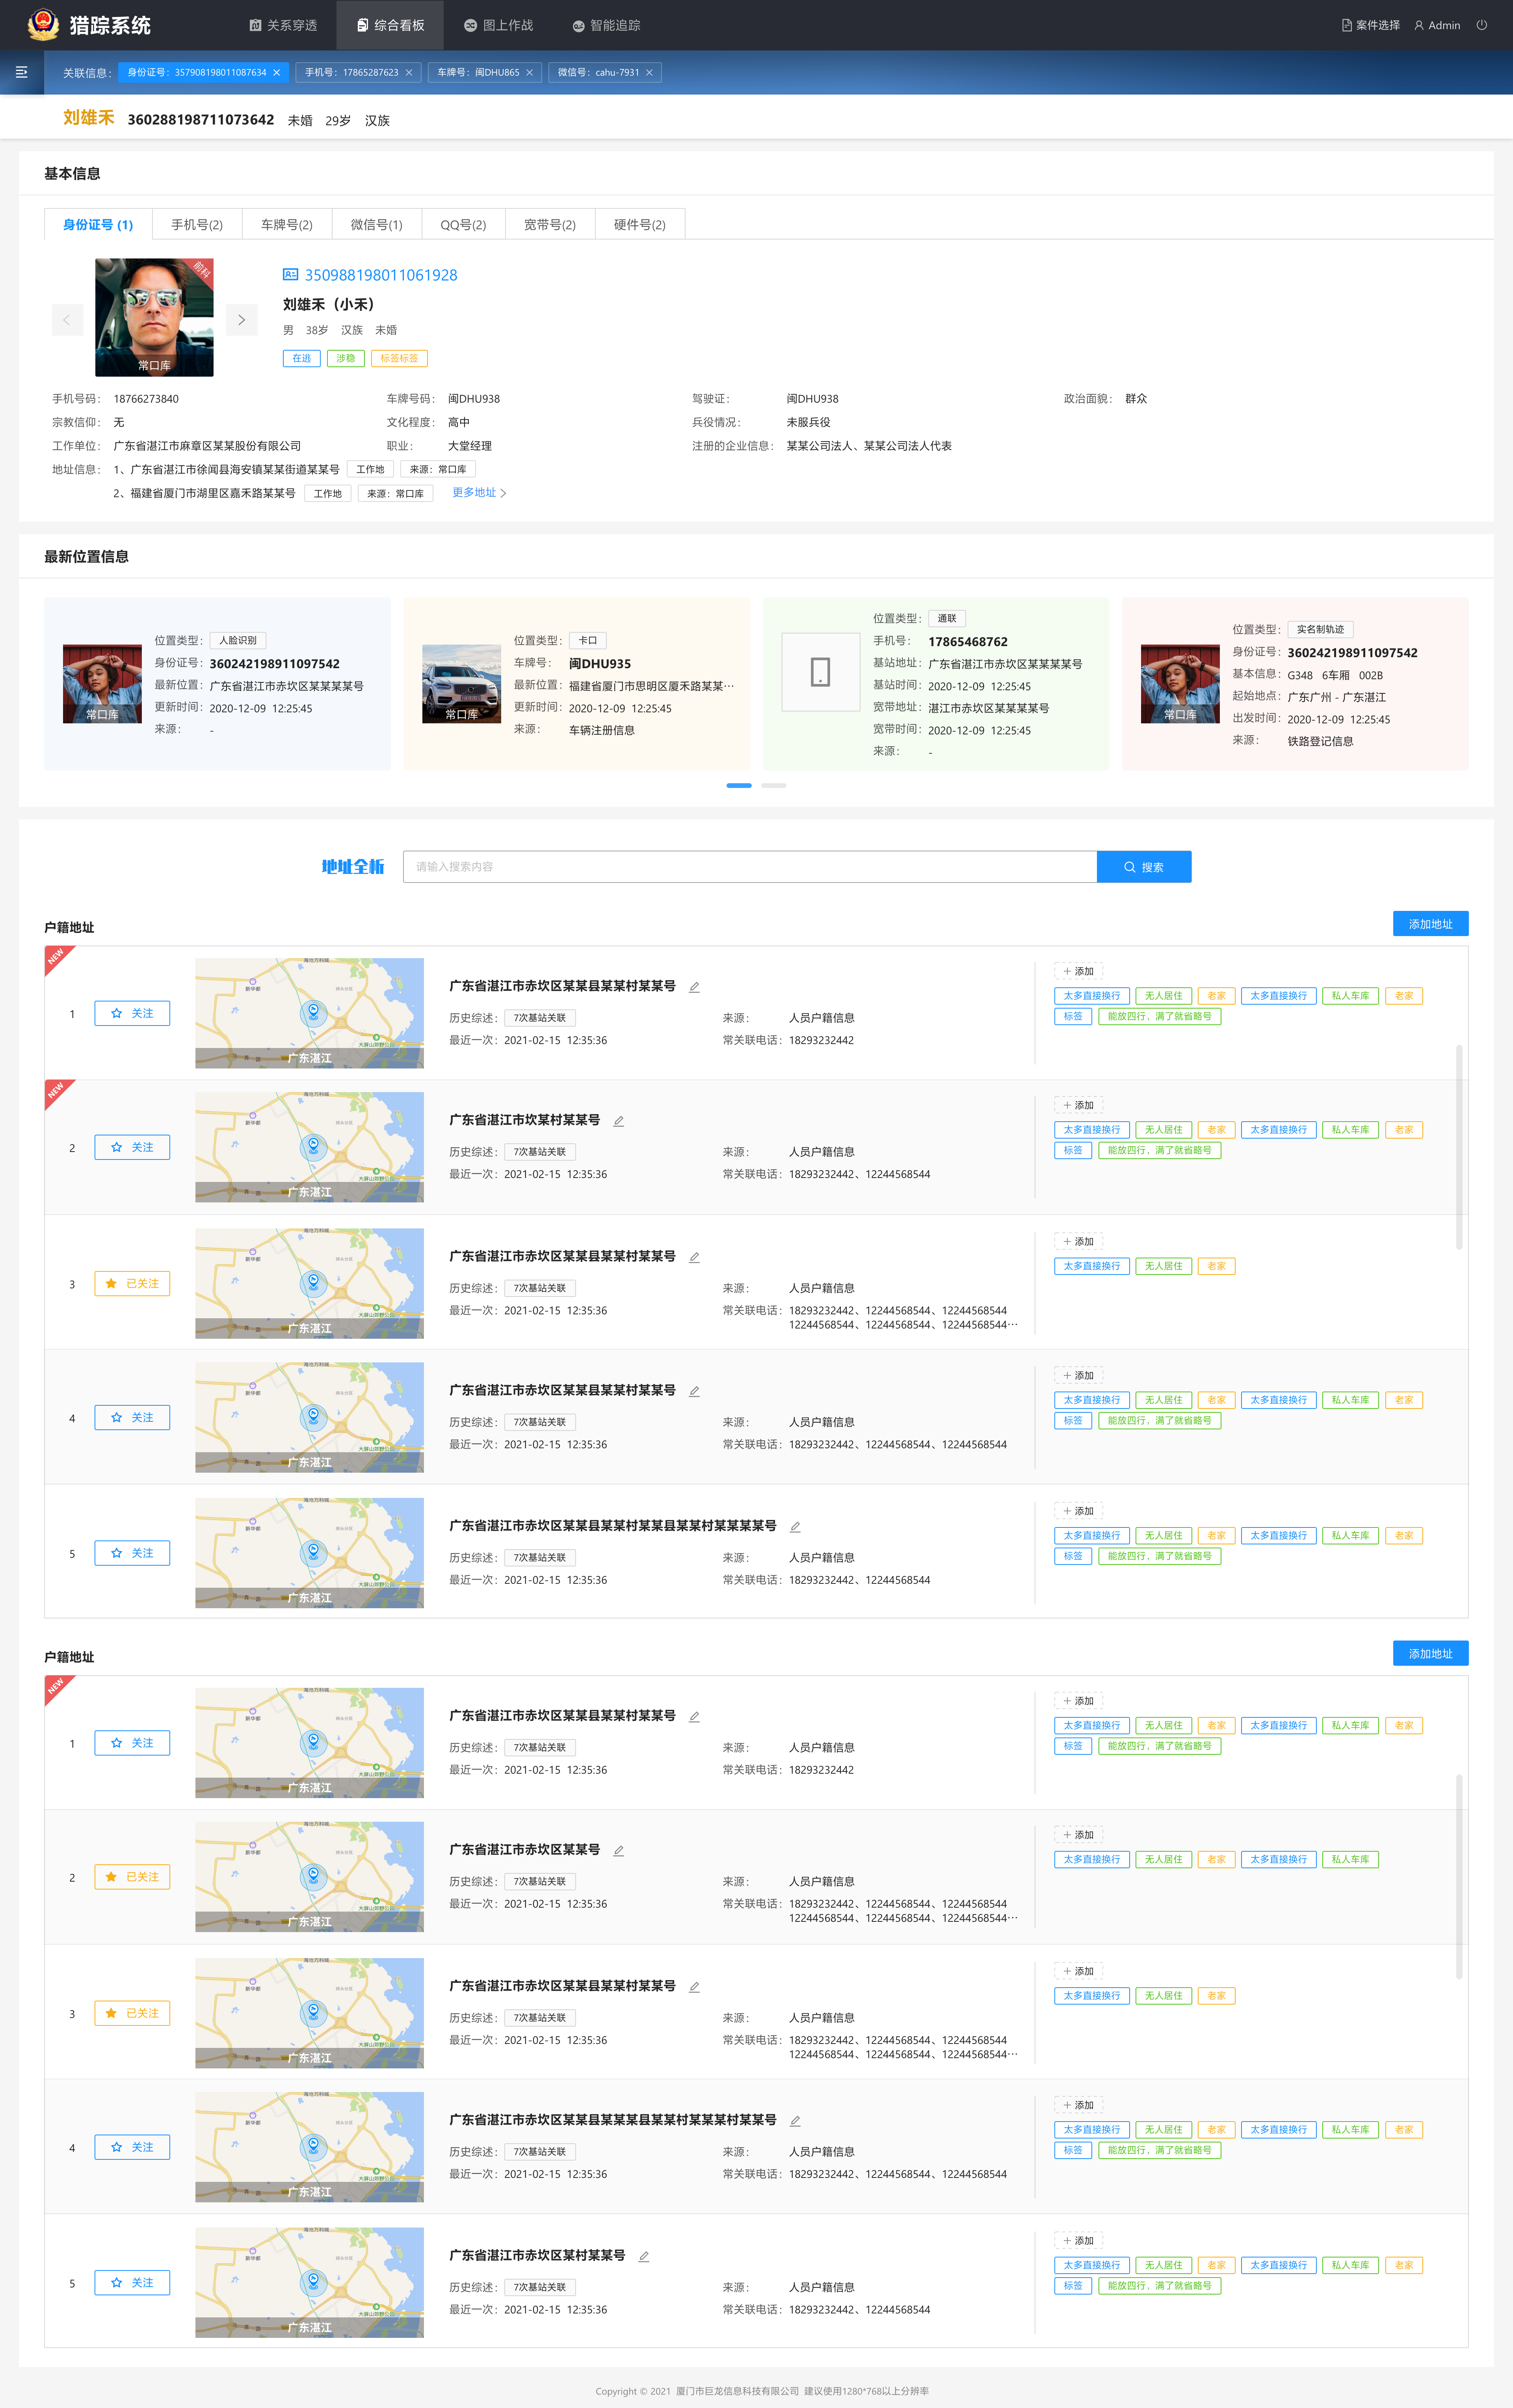 猎踪系统 关系穿透 综合看板 图上作战 智能追踪 案件选择 Admin
关联信息： 身份证号：357908198011087634 手机号：17865287623 车牌号：闽DHU865 微信号：cahu-7931
刘雄禾 360288198711073642 未婚 29岁 汉族
基本信息
身份证号 (1) 手机号(2) 车牌号(2) 微信号(1) QQ号(2) 宽带号(2) 硬件号(2)
前科
常口库
350988198011061928
刘雄禾（小禾）
男 38岁 汉族 未婚
在逃 涉稳 标签标签
手机号码： 18766273840 车牌号码： 闽DHU938 驾驶证： 闽DHU938 政治面貌： 群众
宗教信仰： 无 文化程度： 高中 兵役情况： 未服兵役
工作单位： 广东省湛江市麻章区某某股份有限公司 职业： 大堂经理 注册的企业信息： 某某公司法人、某某公司法人代表
地址信息： 1、广东省湛江市徐闻县海安镇某某街道某某号 工作地 来源：常口库
2、福建省厦门市湖里区嘉禾路某某号 工作地 来源：常口库 更多地址
最新位置信息
常口库
位置类型： 人脸识别
身份证号： 360242198911097542
最新位置： 广东省湛江市赤坎区某某某某号
更新时间： 2020-12-09 12:25:45
来源： -
常口库
位置类型： 卡口
车牌号： 闽DHU935
最新位置： 福建省厦门市思明区厦禾路某某…
更新时间： 2020-12-09 12:25:45
来源： 车辆注册信息
位置类型： 通联
手机号： 17865468762
基站地址： 广东省湛江市赤坎区某某某某号
基站时间： 2020-12-09 12:25:45
宽带地址： 湛江市赤坎区某某某某号
宽带时间： 2020-12-09 12:25:45
来源： -
常口库
位置类型： 实名制轨迹
身份证号： 360242198911097542
基本信息： G348 6车厢 002B
起始地点： 广东广州 - 广东湛江
出发时间： 2020-12-09 12:25:45
来源： 铁路登记信息
地址全析 请输入搜索内容 搜索
户籍地址 添加地址
NEW
1 关注 广东湛江
广东省湛江市赤坎区某某县某某村某某号
历史综述： 7次基站关联 来源： 人员户籍信息
最近一次： 2021-02-15 12:35:36 常关联电话： 18293232442
添加
太多直接换行 无人居住 老家 太多直接换行 私人车库 老家
标签 能放四行，满了就省略号
NEW
2 关注 广东湛江
广东省湛江市坎某村某某号
历史综述： 7次基站关联 来源： 人员户籍信息
最近一次： 2021-02-15 12:35:36 常关联电话： 18293232442、12244568544
添加
太多直接换行 无人居住 老家 太多直接换行 私人车库 老家
标签 能放四行，满了就省略号
3 已关注 广东湛江
广东省湛江市赤坎区某某县某某村某某号
历史综述： 7次基站关联 来源： 人员户籍信息
最近一次： 2021-02-15 12:35:36 常关联电话： 18293232442、12244568544、12244568544
12244568544、12244568544、12244568544…
添加
太多直接换行 无人居住 老家
4 关注 广东湛江
广东省湛江市赤坎区某某县某某村某某号
历史综述： 7次基站关联 来源： 人员户籍信息
最近一次： 2021-02-15 12:35:36 常关联电话： 18293232442、12244568544、12244568544
添加
太多直接换行 无人居住 老家 太多直接换行 私人车库 老家
标签 能放四行，满了就省略号
5 关注 广东湛江
广东省湛江市赤坎区某某县某某村某某县某某村某某某某号
历史综述： 7次基站关联 来源： 人员户籍信息
最近一次： 2021-02-15 12:35:36 常关联电话： 18293232442、12244568544
添加
太多直接换行 无人居住 老家 太多直接换行 私人车库 老家
标签 能放四行，满了就省略号
户籍地址 添加地址
NEW
1 关注 广东湛江
广东省湛江市赤坎区某某县某某村某某号
历史综述： 7次基站关联 来源： 人员户籍信息
最近一次： 2021-02-15 12:35:36 常关联电话： 18293232442
添加
太多直接换行 无人居住 老家 太多直接换行 私人车库 老家
标签 能放四行，满了就省略号
2 已关注 广东湛江
广东省湛江市赤坎区某某号
历史综述： 7次基站关联 来源： 人员户籍信息
最近一次： 2021-02-15 12:35:36 常关联电话： 18293232442、12244568544、12244568544
12244568544、12244568544、12244568544…
添加
太多直接换行 无人居住 老家 太多直接换行 私人车库
3 已关注 广东湛江
广东省湛江市赤坎区某某县某某村某某号
历史综述： 7次基站关联 来源： 人员户籍信息
最近一次： 2021-02-15 12:35:36 常关联电话： 18293232442、12244568544、12244568544
12244568544、12244568544、12244568544…
添加
太多直接换行 无人居住 老家
4 关注 广东湛江
广东省湛江市赤坎区某某县某某某县某某村某某某村某某号
历史综述： 7次基站关联 来源： 人员户籍信息
最近一次： 2021-02-15 12:35:36 常关联电话： 18293232442、12244568544、12244568544
添加
太多直接换行 无人居住 老家 太多直接换行 私人车库 老家
标签 能放四行，满了就省略号
5 关注 广东湛江
广东省湛江市赤坎区某村某某号
历史综述： 7次基站关联 来源： 人员户籍信息
最近一次： 2021-02-15 12:35:36 常关联电话： 18293232442、12244568544
添加
太多直接换行 无人居住 老家 太多直接换行 私人车库 老家
标签 能放四行，满了就省略号
Copyright © 2021 厦门市巨龙信息科技有限公司 建议使用1280*768以上分辨率